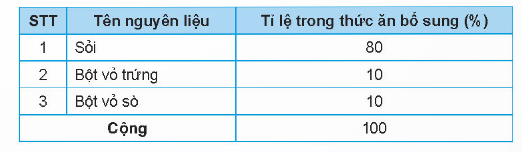 STT Tên nguyên liệu Tỉ lệ trong thức ăn bổ sung (%)
1 Sỏi 80
2 Bột vỏ trứng 10
3 Bột vỏ sò 10
Cộng 100